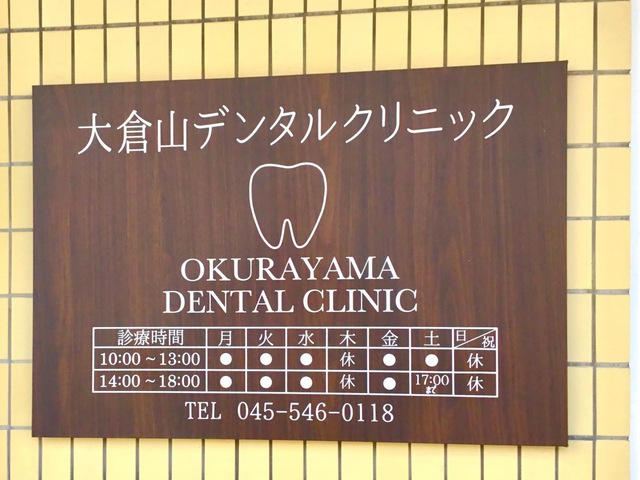 大倉山デンタルクリニック
OKURAYAMA
DENTAL CLINIC
診療時間 月 火 水 木 金 土 日/祝
10:00～13:00 ● ● ● 休 ● ● 休
14:00～18:00 ● ● ● 休 ● 17:00まで 休
TEL 045-546-0118